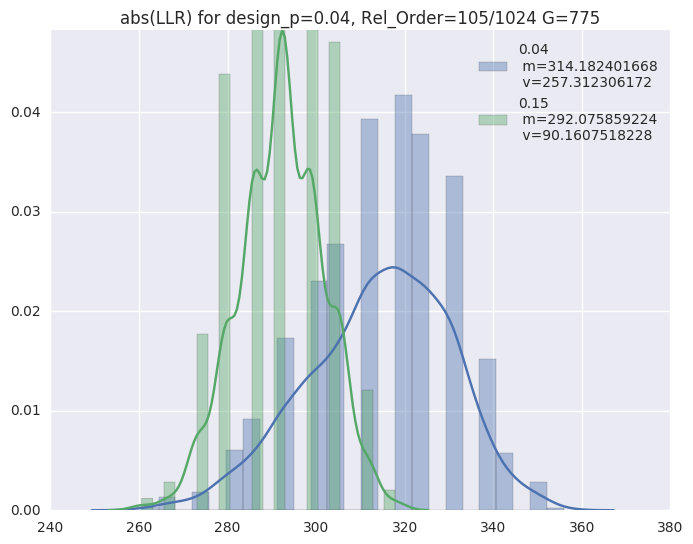 abs(LLR) for design_p=0.04, Rel_Order=105/1024 G=775
0.04
m=314.182401668
v=257.312306172
0.15
m=292.075859224
v=90.1607518228
0.04
0.03
0.02
0.01
0.00
240 260 280 300 320 340 360 380